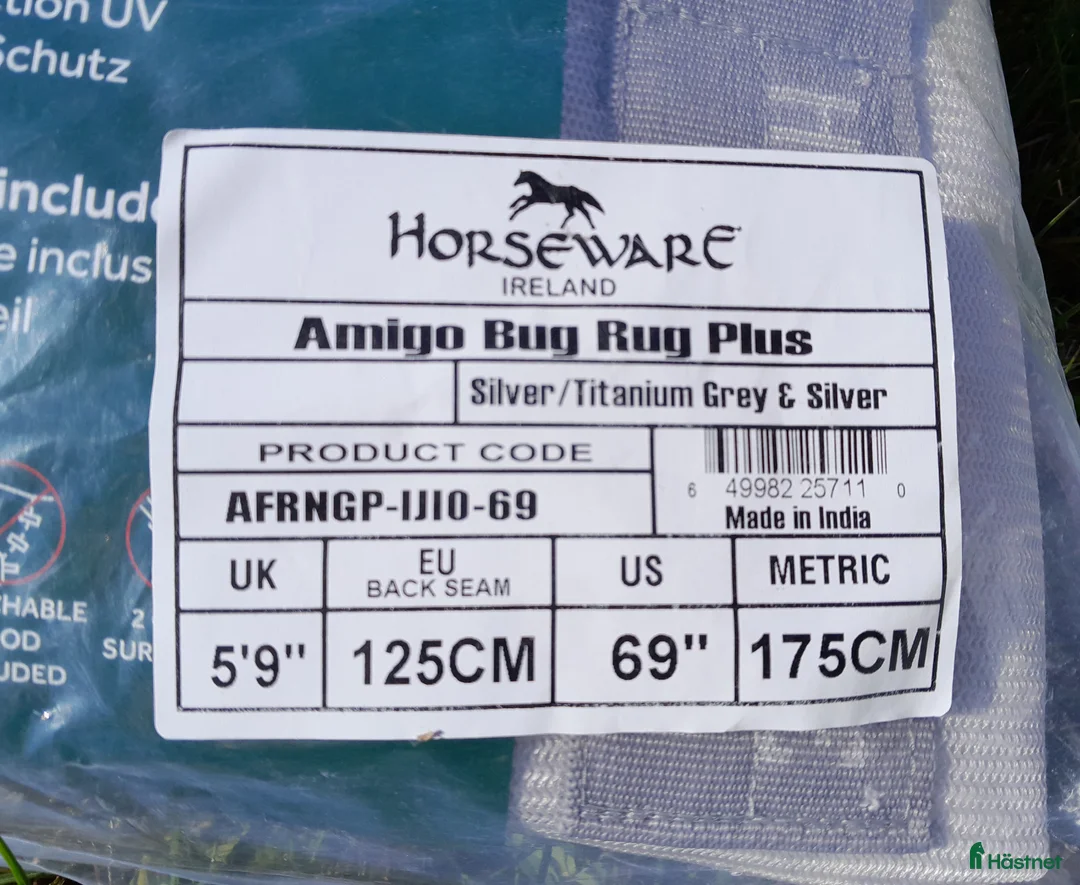 tion UV
Schutz
include
e inclus
eil
HORSEWARE
IRELAND
Amigo Bug Rug Plus
Silver/Titanium Grey & Silver
PRODUCT CODE
AFRNGP-IJI0-69
6 49982 25711 0
Made in India
UK
EU
BACK SEAM
US
METRIC
5'9"
125CM
69"
175CM
CHABLE
OD
UDED
2
SUR
H
Hästnet